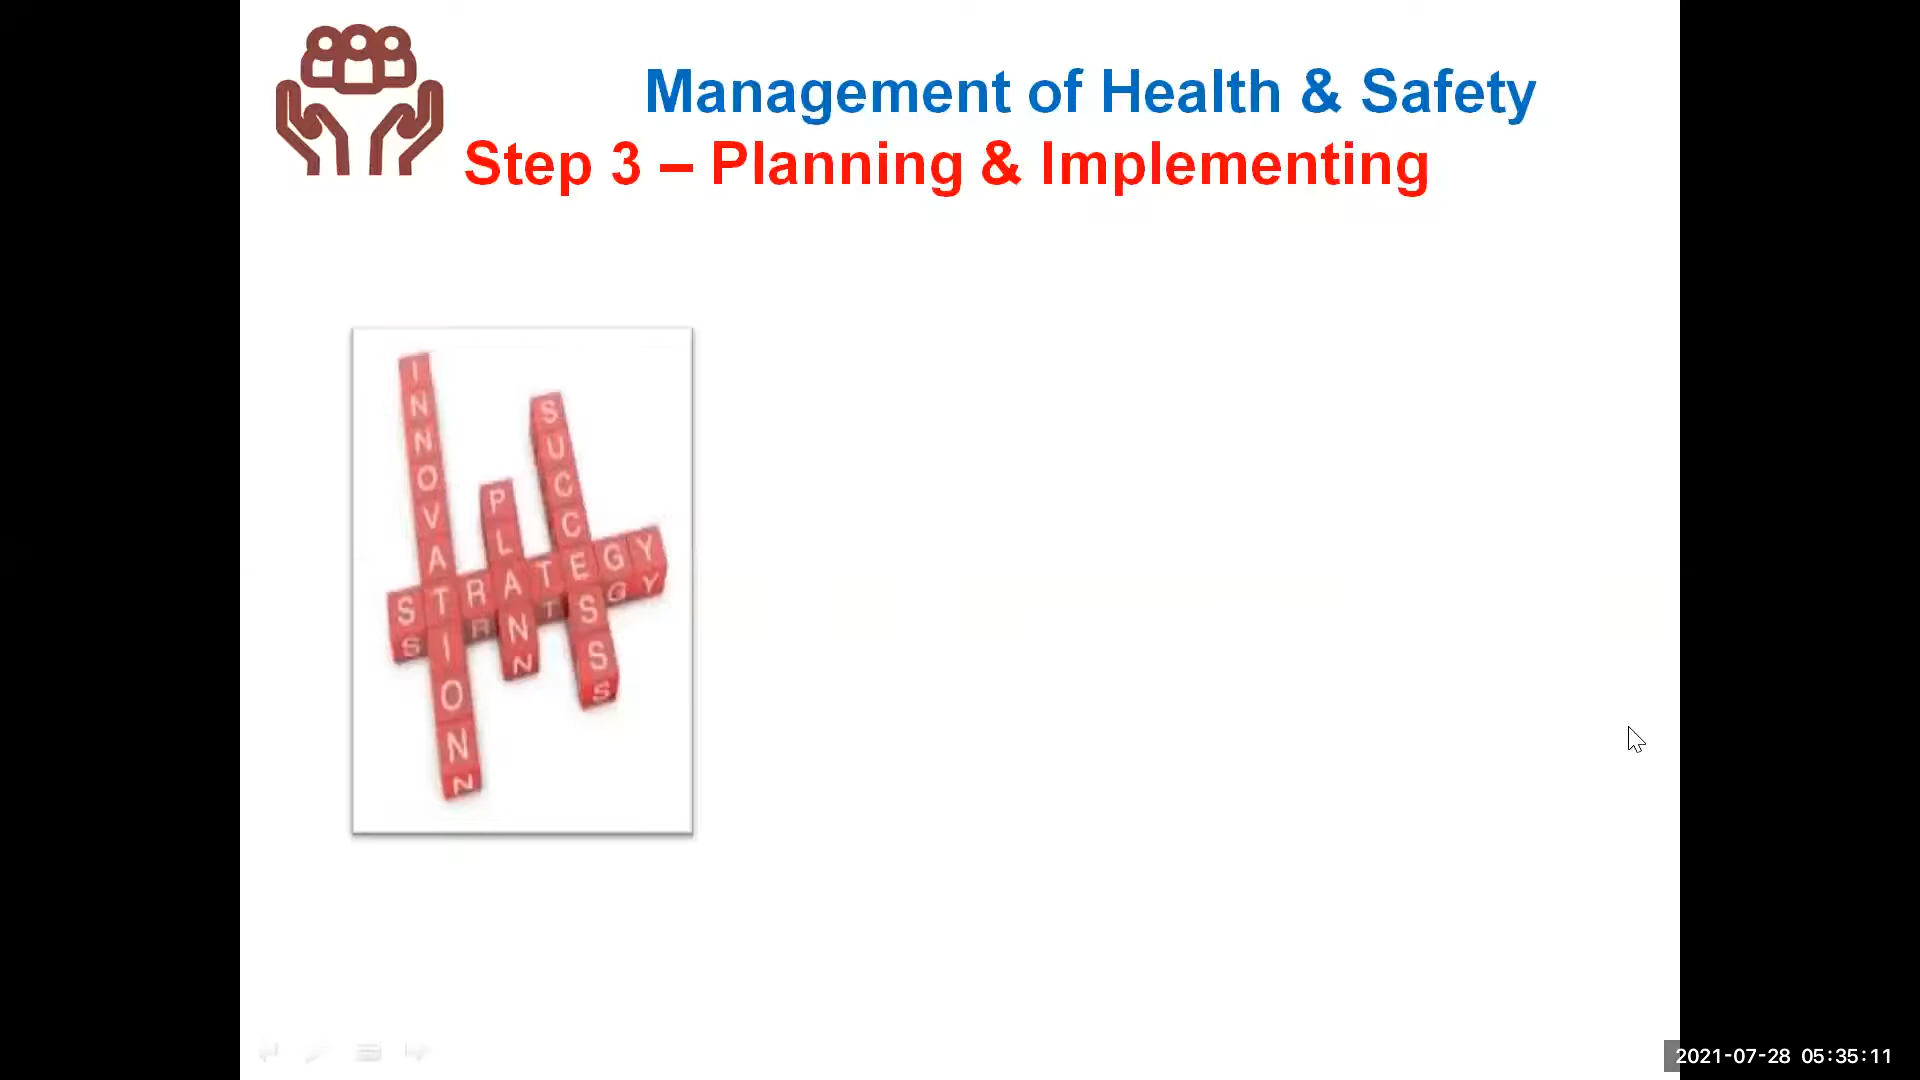 Management of Health & Safety
Step 3 – Planning & Implementing
INNOVATION
SUCCESS
PLAN
STRATEGY
2021-07-28 05:35:11